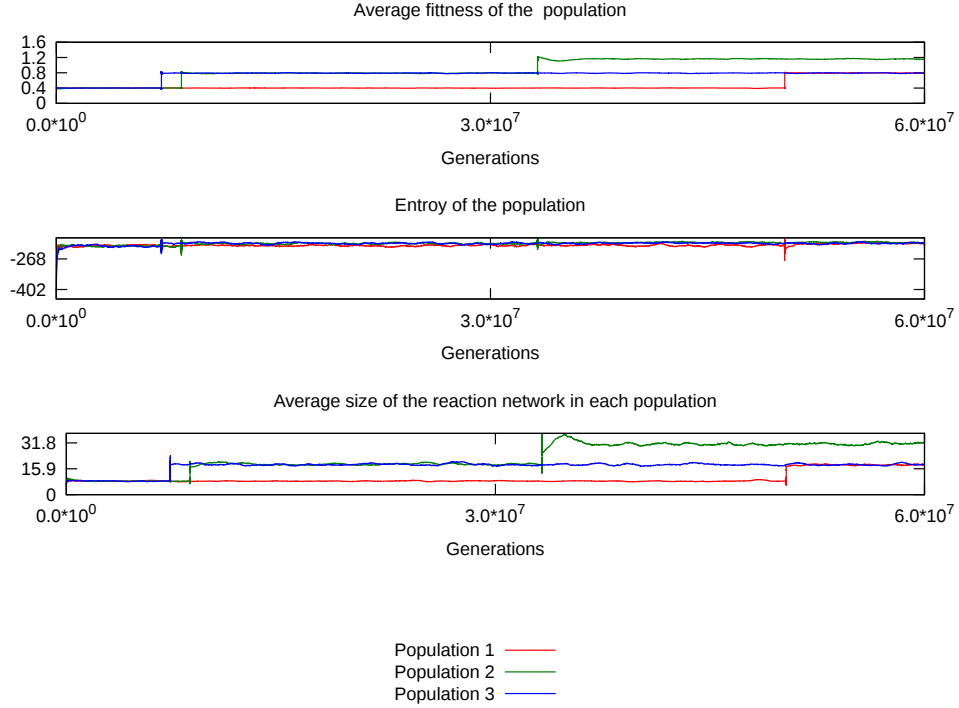 Average fittness of the  population
1.6
1.2
0.8
0.4
0
0.0*10^0 3.0*10^7 6.0*10^7
Generations
Entroy of the population
-268
-402
0.0*10^0 3.0*10^7 6.0*10^7
Generations
Average size of the reaction network in each population
31.8
15.9
0
0.0*10^0 3.0*10^7 6.0*10^7
Generations
Population 1
Population 2
Population 3